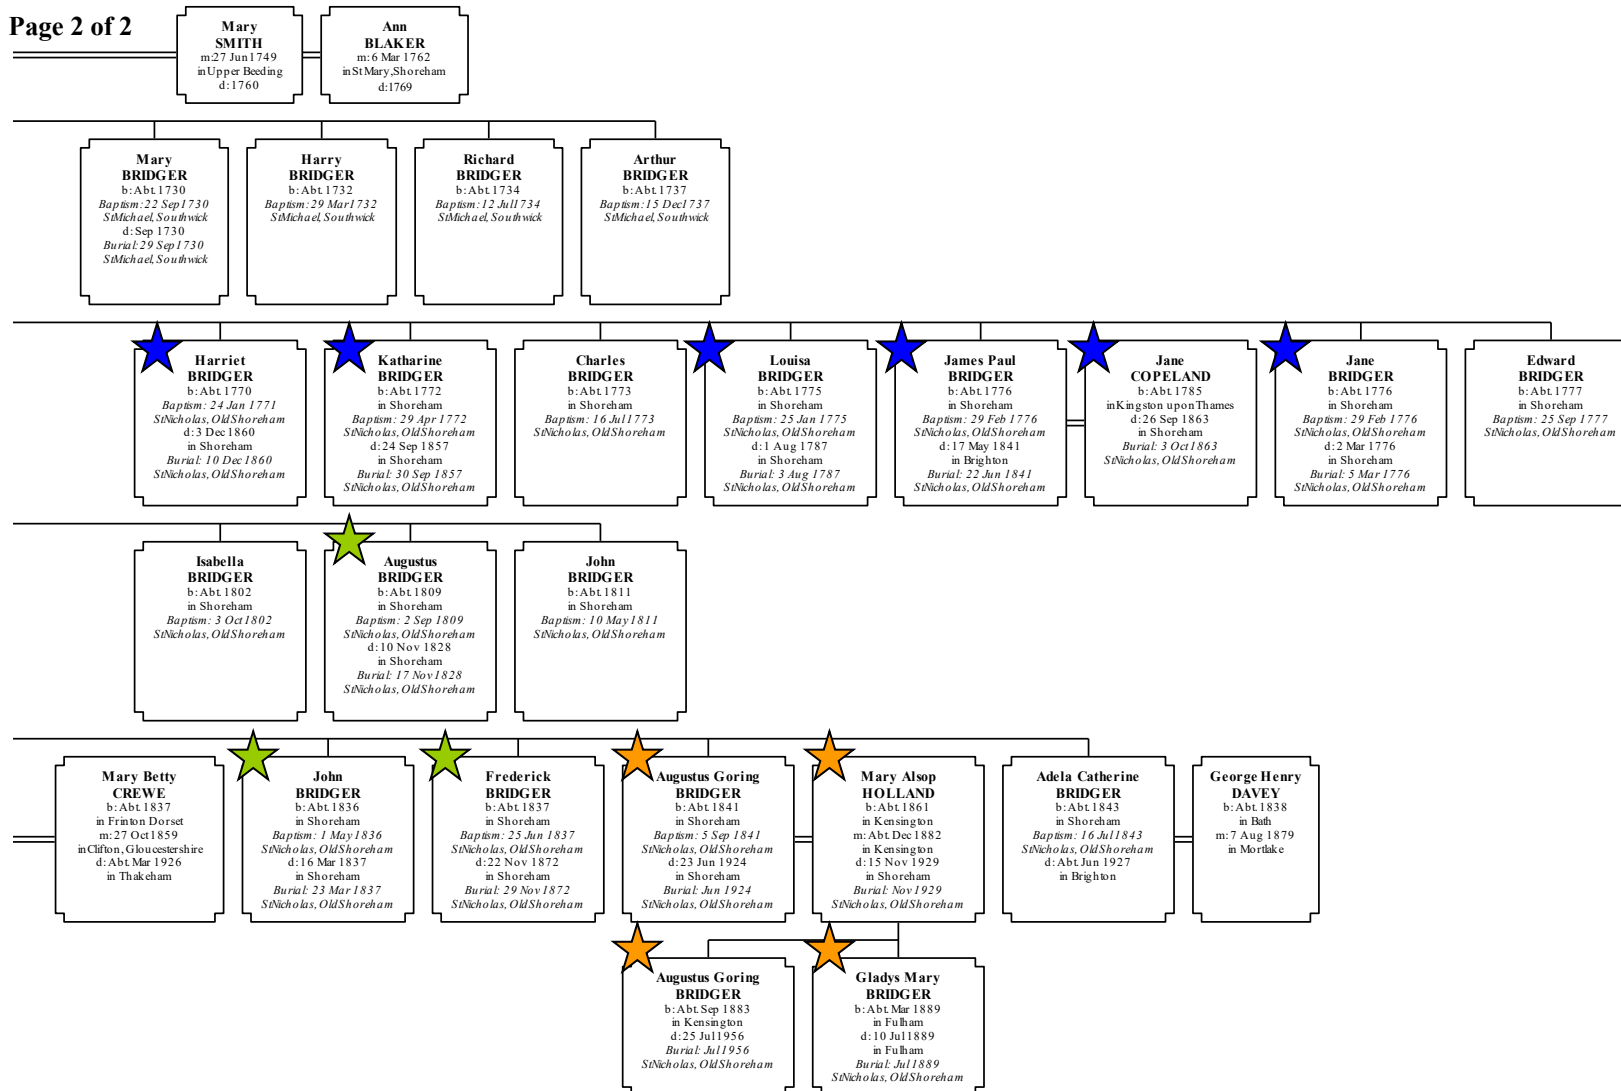 Page 2 of 2
Mary
SMITH
m:27 Jun 1749
in Upper Beeding
d:1760
Ann
BLAKER
m:6 Mar 1762
in St Mary, Shoreham
d:1769
Mary
BRIDGER
b:Abt. 1730
Baptism: 22 Sep 1730
St Michael, Southwick
d:Sep 1730
Burial: 29 Sep 1730
St Michael, Southwick
Harry
BRIDGER
b:Abt. 1732
Baptism: 29 Mar 1732
St Michael, Southwick
Richard
BRIDGER
b:Abt. 1734
Baptism: 12 Jul 1734
St Michael, Southwick
Arthur
BRIDGER
b:Abt. 1737
Baptism: 15 Dec 1737
St Michael, Southwick
Harriet
BRIDGER
b:Abt. 1770
Baptism: 24 Jan 1771
St Nicholas, Old Shoreham
d:3 Dec 1860
in Shoreham
Burial: 10 Dec 1860
St Nicholas, Old Shoreham
Katharine
BRIDGER
b:Abt. 1772
in Shoreham
Baptism: 29 Apr 1772
St Nicholas, Old Shoreham
d:24 Sep 1857
in Shoreham
Burial: 30 Sep 1857
St Nicholas, Old Shoreham
Charles
BRIDGER
b:Abt. 1773
in Shoreham
Baptism: 16 Jul 1773
St Nicholas, Old Shoreham
Louisa
BRIDGER
b:Abt. 1775
in Shoreham
Baptism: 25 Jan 1775
St Nicholas, Old Shoreham
d:1 Aug 1787
in Shoreham
Burial: 3 Aug 1787
St Nicholas, Old Shoreham
James Paul
BRIDGER
b:Abt. 1776
in Shoreham
Baptism: 29 Feb 1776
St Nicholas, Old Shoreham
d:17 May 1841
in Brighton
Burial: 22 Jun 1841
St Nicholas, Old Shoreham
Jane
COPELAND
b:Abt. 1785
in Kingston upon Thames
d:26 Sep 1863
in Shoreham
Burial: 3 Oct 1863
St Nicholas, Old Shoreham
Jane
BRIDGER
b:Abt. 1776
in Shoreham
Baptism: 29 Feb 1776
St Nicholas, Old Shoreham
d:2 Mar 1776
in Shoreham
Burial: 5 Mar 1776
St Nicholas, Old Shoreham
Edward
BRIDGER
b:Abt. 1777
in Shoreham
Baptism: 25 Sep 1777
St Nicholas, Old Shoreham
Isabella
BRIDGER
b:Abt. 1802
in Shoreham
Baptism: 3 Oct 1802
St Nicholas, Old Shoreham
Augustus
BRIDGER
b:Abt. 1809
in Shoreham
Baptism: 2 Sep 1809
St Nicholas, Old Shoreham
d:10 Nov 1828
in Shoreham
Burial: 17 Nov 1828
St Nicholas, Old Shoreham
John
BRIDGER
b:Abt. 1811
in Shoreham
Baptism: 10 May 1811
St Nicholas, Old Shoreham
Mary Betty
CREWE
b:Abt. 1837
in Frinton Dorset
m:27 Oct 1859
in Clifton, Gloucestershire
d:Abt. Mar 1926
in Thakeham
John
BRIDGER
b:Abt. 1836
in Shoreham
Baptism: 1 May 1836
St Nicholas, Old Shoreham
d:16 Mar 1837
in Shoreham
Burial: 23 Mar 1837
St Nicholas, Old Shoreham
Frederick
BRIDGER
b:Abt. 1837
in Shoreham
Baptism: 25 Jun 1837
St Nicholas, Old Shoreham
d:22 Nov 1872
in Shoreham
Burial: 29 Nov 1872
St Nicholas, Old Shoreham
Augustus Goring
BRIDGER
b:Abt. 1841
in Shoreham
Baptism: 5 Sep 1841
St Nicholas, Old Shoreham
d:23 Jun 1924
in Shoreham
Burial: Jun 1924
St Nicholas, Old Shoreham
Mary Alsop
HOLLAND
b:Abt. 1861
in Kensington
m:Abt. Dec 1882
in Kensington
d:15 Nov 1929
in Shoreham
Burial: Nov 1929
St Nicholas, Old Shoreham
Adela Catherine
BRIDGER
b:Abt. 1843
in Shoreham
Baptism: 16 Jul 1843
St Nicholas, Old Shoreham
d:Abt. Jun 1927
in Brighton
George Henry
DAVEY
b:Abt. 1838
in Bath
m:7 Aug 1879
in Mortlake
Augustus Goring
BRIDGER
b:Abt. Sep 1883
in Kensington
d:25 Jul 1956
Burial: Jul 1956
St Nicholas, Old Shoreham
Gladys Mary
BRIDGER
b:Abt. Mar 1889
in Fulham
d:10 Jul 1889
in Fulham
Burial: Jul 1889
St Nicholas, Old Shoreham